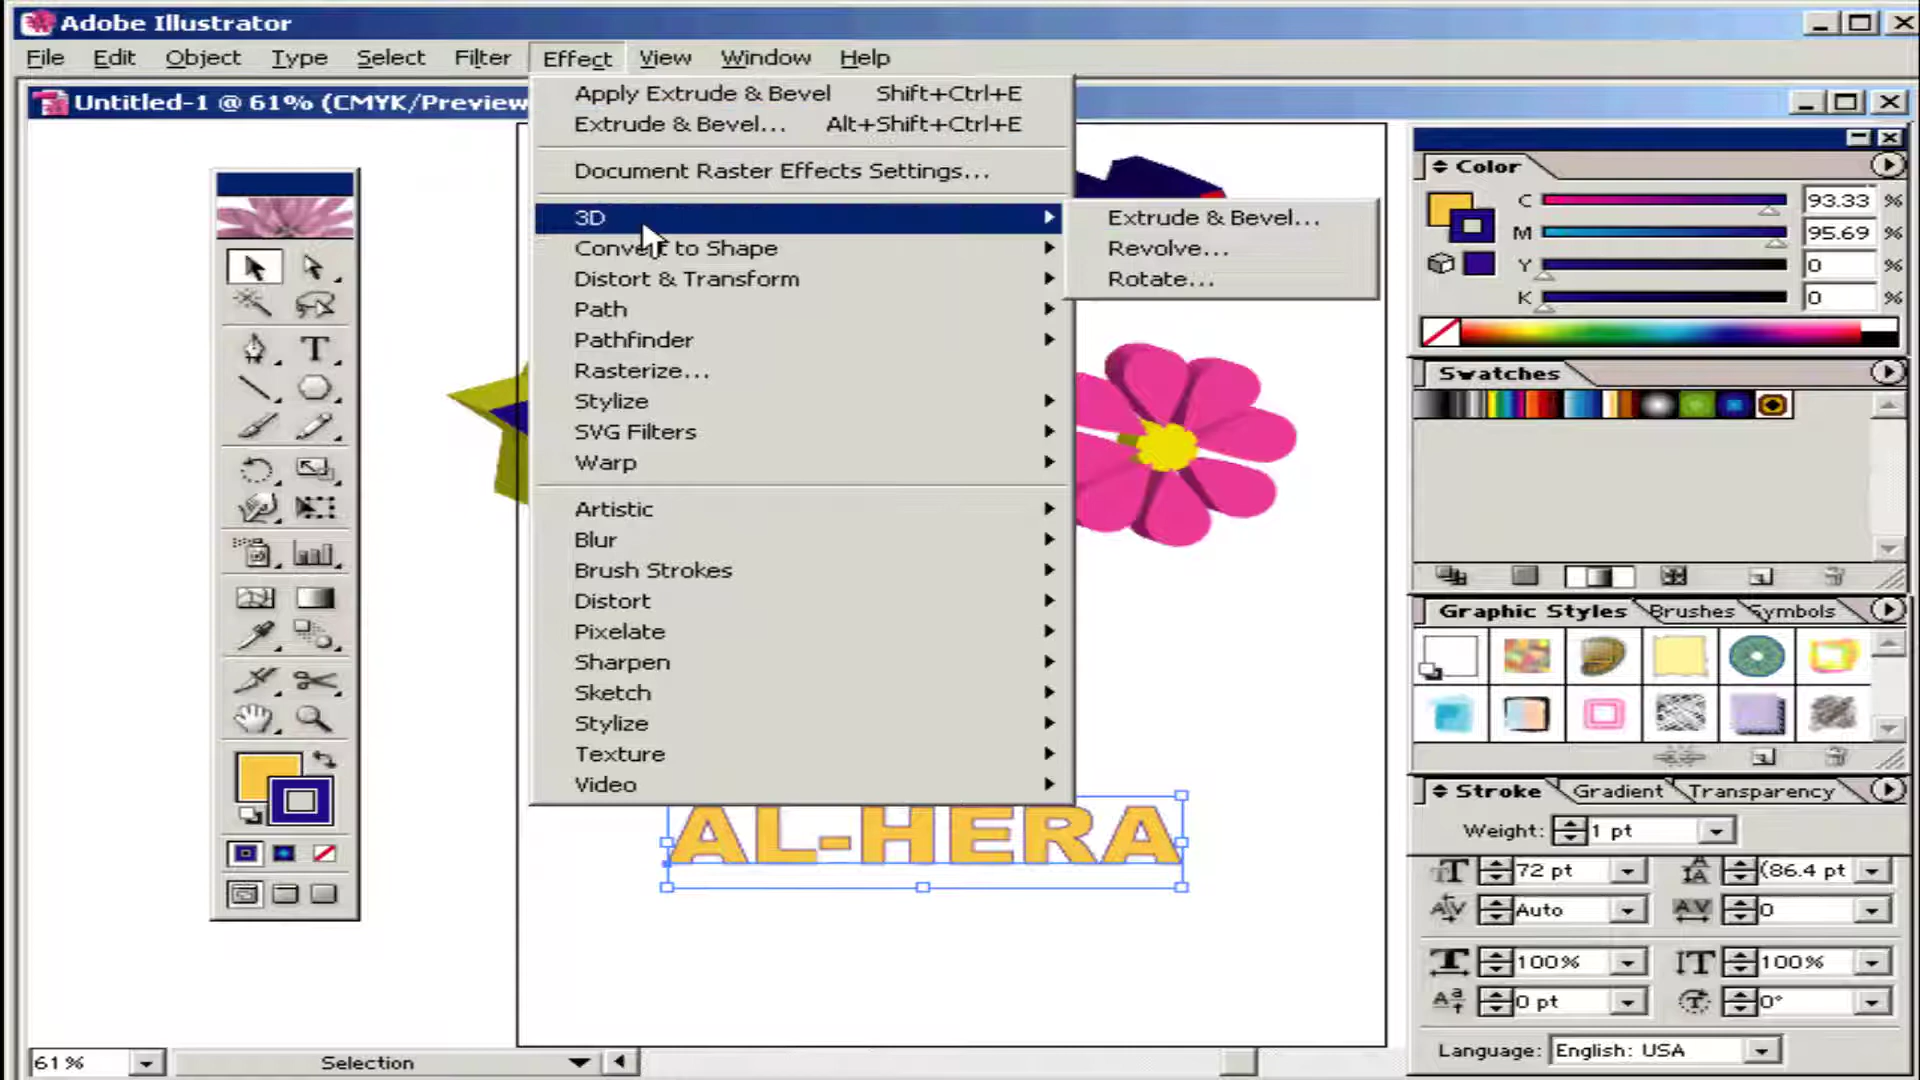 Adobe Illustrator
File Edit Object Type Select Filter Effect View Window Help
Untitled-1 @ 61% (CMYK/Preview
Apply Extrude & Bevel Shift+Ctrl+E
Extrude & Bevel... Alt+Shift+Ctrl+E
Document Raster Effects Settings...
3D
Convert to Shape
Distort & Transform
Path
Pathfinder
Rasterize...
Stylize
SVG Filters
Warp
Artistic
Blur
Brush Strokes
Distort
Pixelate
Sharpen
Sketch
Stylize
Texture
Video
Extrude & Bevel...
Revolve...
Rotate...
AL-HERA
Color
C 93.33 %
M 95.69 %
Y 0 %
K 0 %
Swatches
Graphic Styles Brushes Symbols
Stroke Gradient Transparency
Weight: 1 pt
72 pt (86.4 pt
Auto 0
100% 100%
0 pt 0°
Language: English: USA
61% Selection